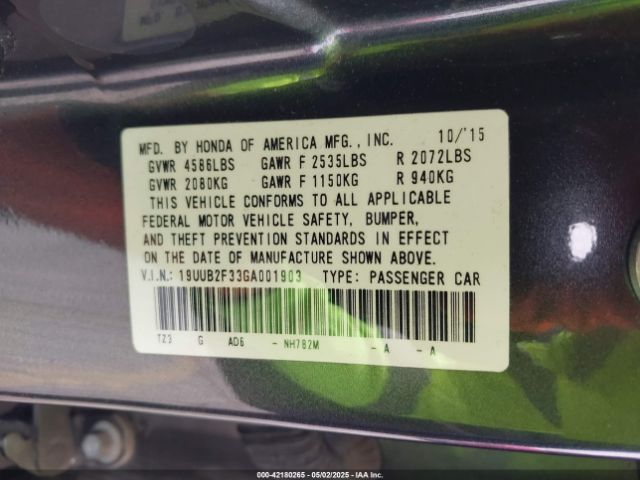 MFD. BY HONDA OF AMERICA MFG., INC. 10/'15
GVWR 4586LBS GAWR F 2535LBS R 2072LBS
GVWR 2080KG GAWR F 1150KG R 940KG
THIS VEHICLE CONFORMS TO ALL APPLICABLE
FEDERAL MOTOR VEHICLE SAFETY, BUMPER,
AND THEFT PREVENTION STANDARDS IN EFFECT
ON THE DATE OF MANUFACTURE SHOWN ABOVE.
V.I.N.: 19UUB2F33GA001903 TYPE: PASSENGER CAR
TZ3 G AD6 - NH782M - A - A
000-42180265 - 05/02/2025 - IAA Inc.